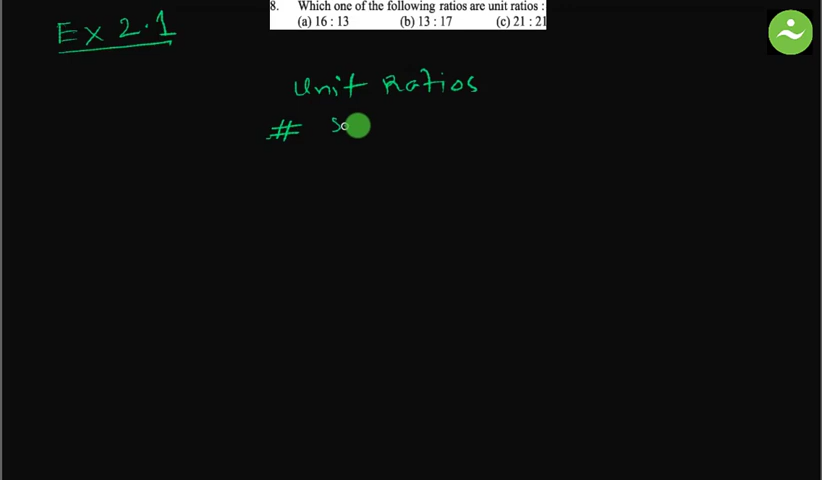 8. Which one of the following ratios are unit ratios :
(a) 16 : 13 (b) 13 : 17 (c) 21 : 21
Ex 2.1
Unit Ratios
#